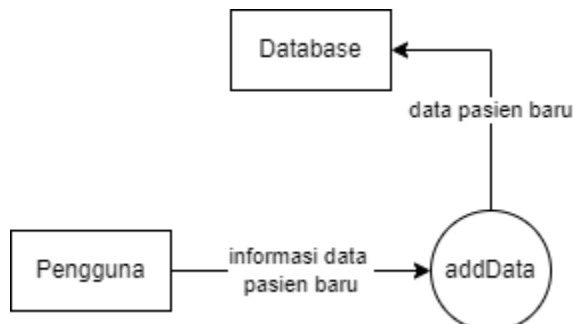 Database
data pasien baru
Pengguna
informasi data
pasien baru
addData